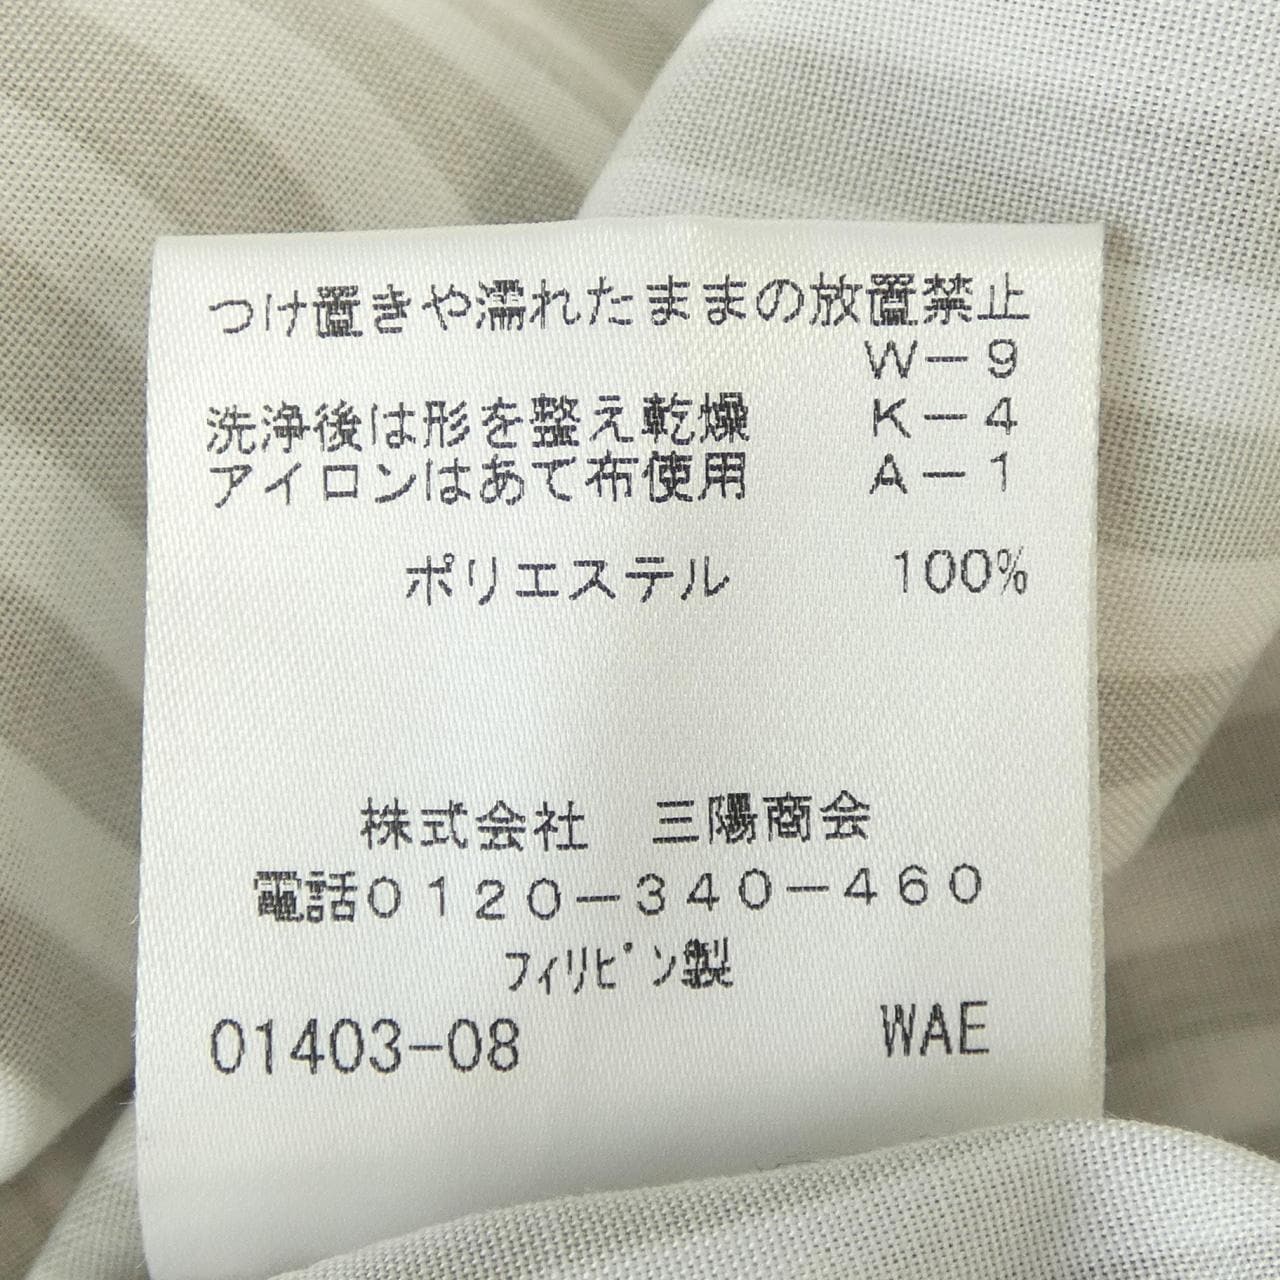 つけ置きや濡れたままの放置禁止
W－9
洗浄後は形を整え乾燥 K－4
アイロンはあて布使用 A－1
ポリエステル 100%
株式会社 三陽商会
電話0120－340－460
フィリピン製
01403-08 WAE